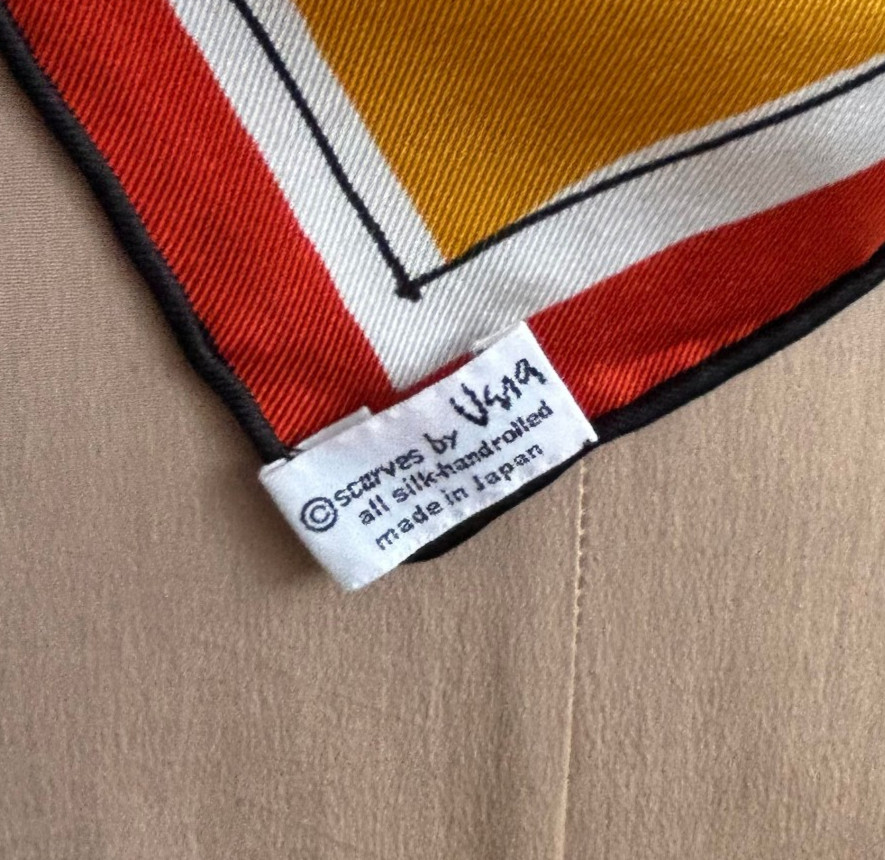 ©scarves by Vera
all silk-handrolled
made in Japan